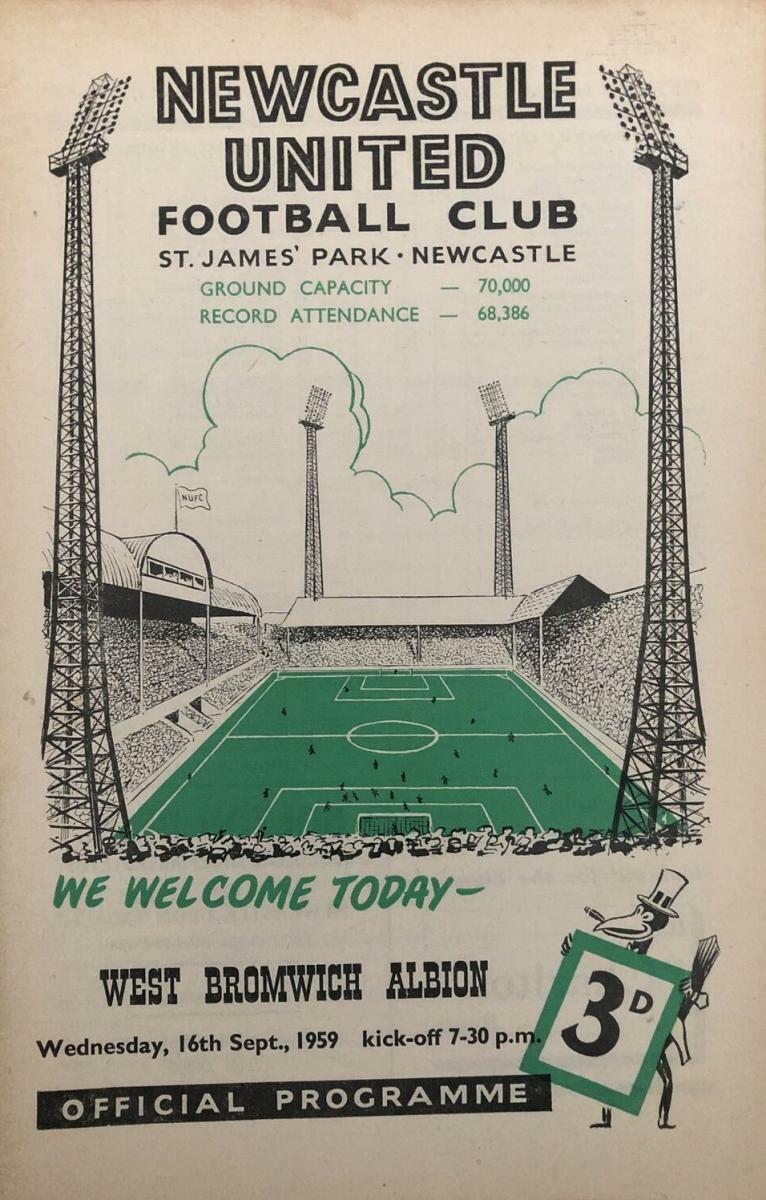 NEWCASTLE
UNITED
FOOTBALL CLUB
ST. JAMES' PARK · NEWCASTLE
GROUND CAPACITY — 70,000
RECORD ATTENDANCE — 68,386
NUFC
WE WELCOME TODAY—
WEST BROMWICH ALBION
3D
Wednesday, 16th Sept., 1959 kick-off 7-30 p.m.
OFFICIAL PROGRAMME